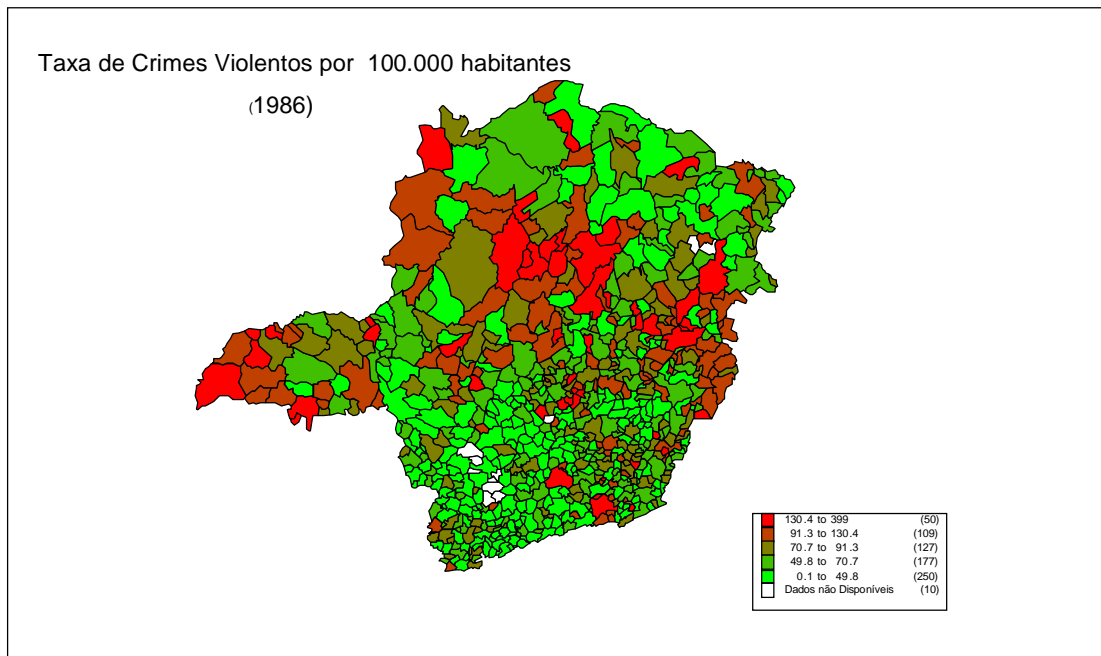 Taxa de Crimes Violentos por 100.000 habitantes
(1986)
130.4 to 399 (50)
91.3 to 130.4 (109)
70.7 to 91.3 (127)
49.8 to 70.7 (177)
0.1 to 49.8 (250)
Dados não Disponíveis (10)